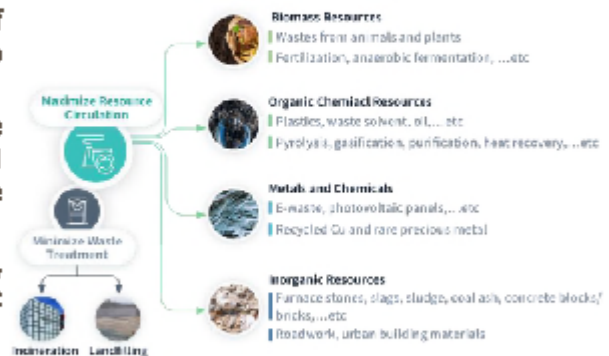 Biomass Resources
Wastes from animals and plants
Fertilization, anaerobic fermentation, ...etc
Maximize Resource
Circulation
Organic Chemiacl Resources
Plastics, waste solvent, oil,... etc
Pyrolysis, gasification, purification, heat recovery,...etc
Metals and Chemicals
E-waste, photovoltaic panels,...etc
Recycled Cu and rare precious metal
Minimize Waste
Treatment
Inorganic Resources
Furnace stones, slags, sludge, coal ash, concrete blocks/
bricks,...etc
Roadwork, urban building materials
Incineration Landfilling